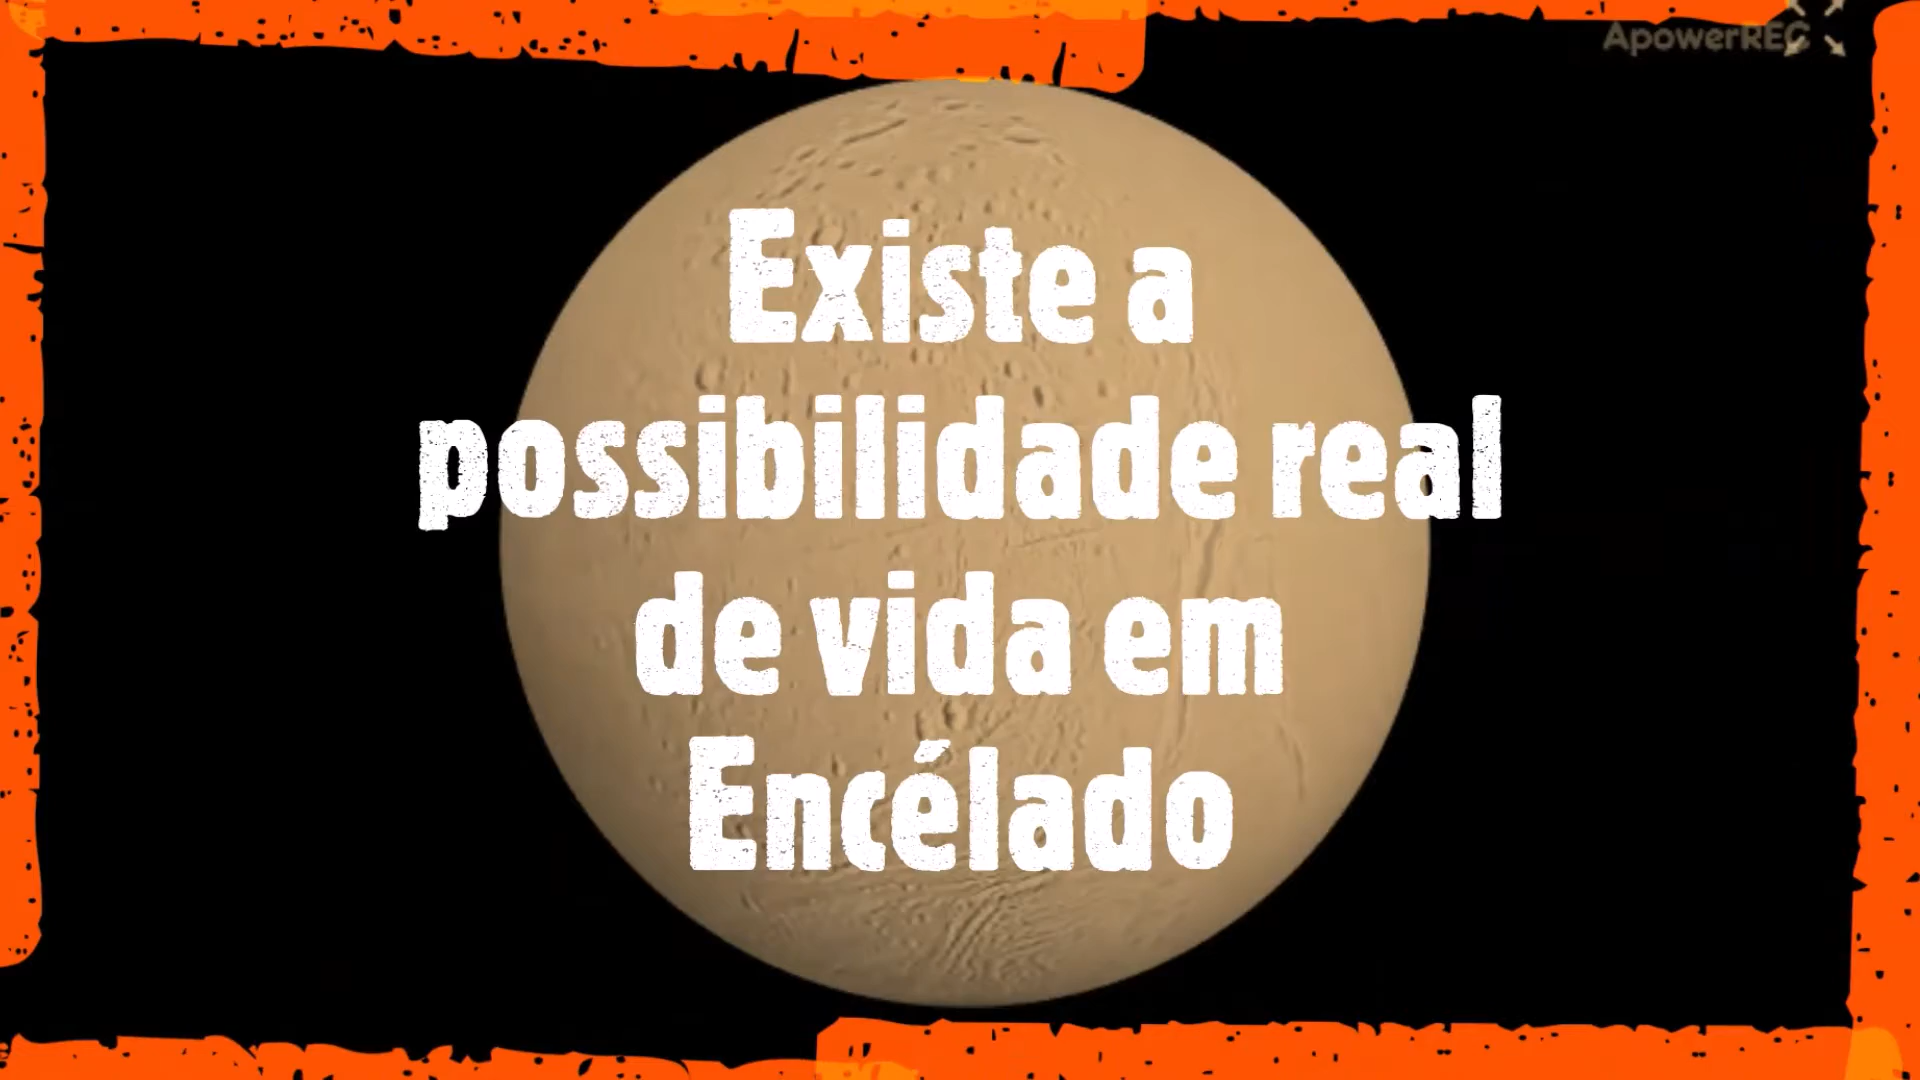 ApowerREC
Existe a
possibilidade real
de vida em
Encélado